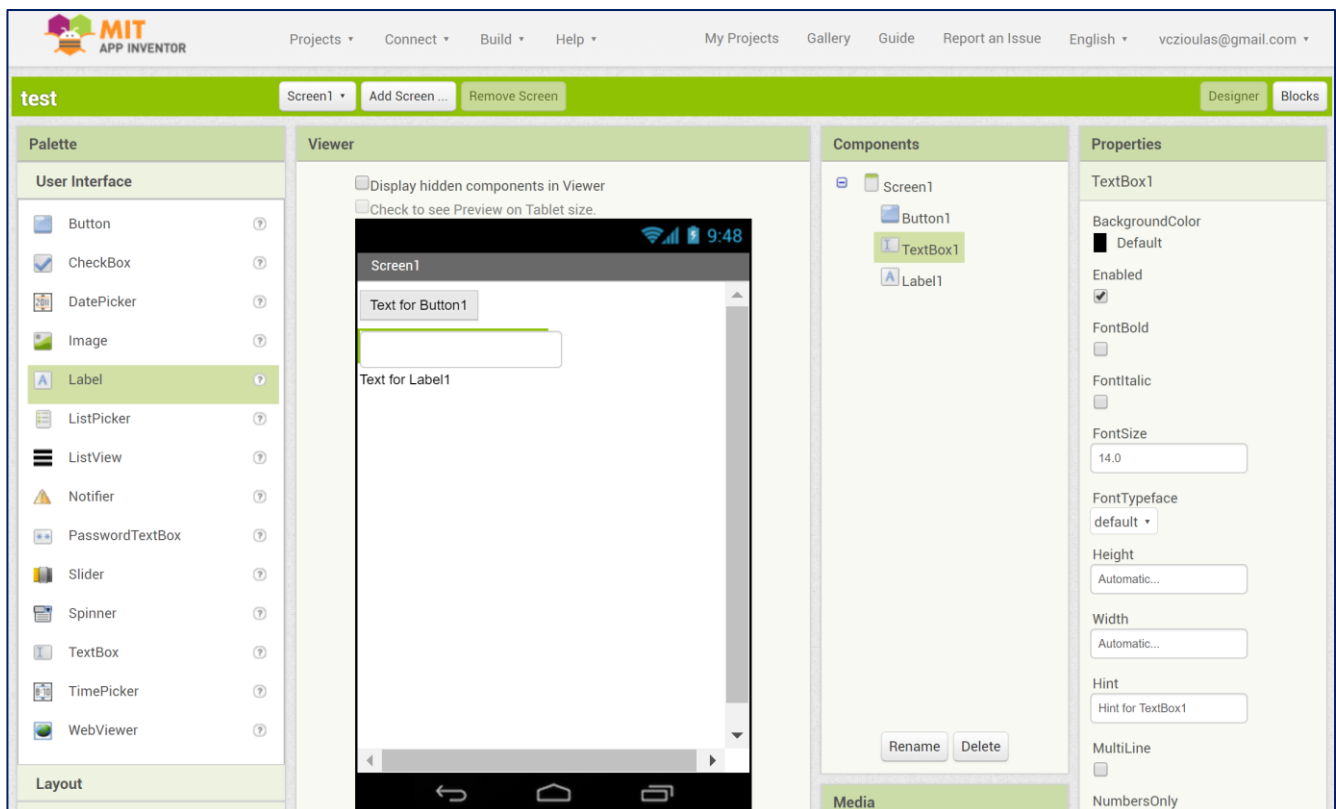 MIT
APP INVENTOR
Projects
Connect
Build
Help
My Projects
Gallery
Guide
Report an Issue
English
vczioulas@gmail.com
test
Screen1
Add Screen ...
Remove Screen
Designer
Blocks
Palette
User Interface
Button
CheckBox
DatePicker
Image
Label
ListPicker
ListView
Notifier
PasswordTextBox
Slider
Spinner
TextBox
TimePicker
WebViewer
Layout
Viewer
Display hidden components in Viewer
Check to see Preview on Tablet size.
9:48
Screen1
Text for Button1
Text for Label1
Components
Screen1
Button1
TextBox1
Label1
Rename
Delete
Media
Properties
TextBox1
BackgroundColor
Default
Enabled
FontBold
FontItalic
FontSize
14.0
FontTypeface
default
Height
Automatic...
Width
Automatic...
Hint
Hint for TextBox1
MultiLine
NumbersOnly